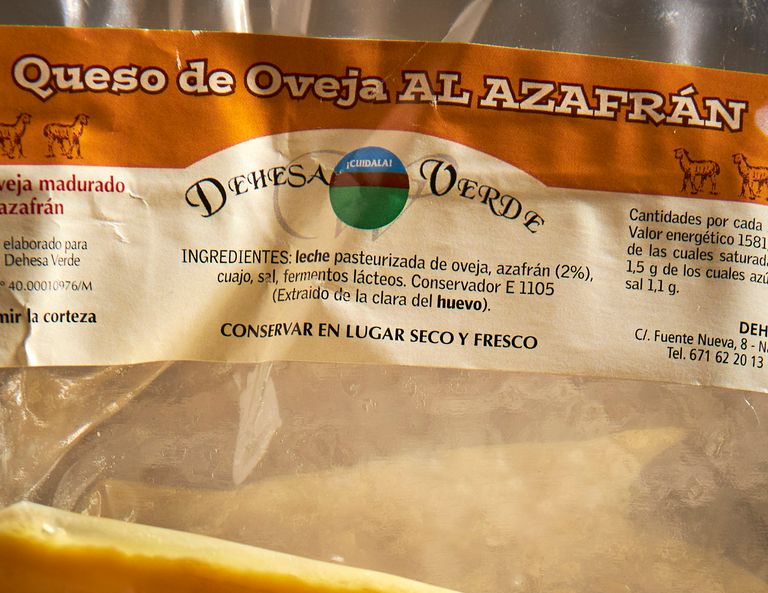 Queso de Oveja AL AZAFRÁN
¡CUIDALA!
DEHESA VERDE
veja madurado
azafrán
elaborado para
Dehesa Verde
º 40.00010976/M
mir la corteza
INGREDIENTES: leche pasteurizada de oveja, azafrán (2%),
cuajo, sal, fermentos lácteos. Conservador E 1105
(Extraido de la clara del huevo).
CONSERVAR EN LUGAR SECO Y FRESCO
Cantidades por cada
Valor energético 1581
de las cuales saturad
1,5 g de los cuales azú
sal 1,1 g.
DEH
C/. Fuente Nueva, 8 - N
Tel. 671 62 20 13